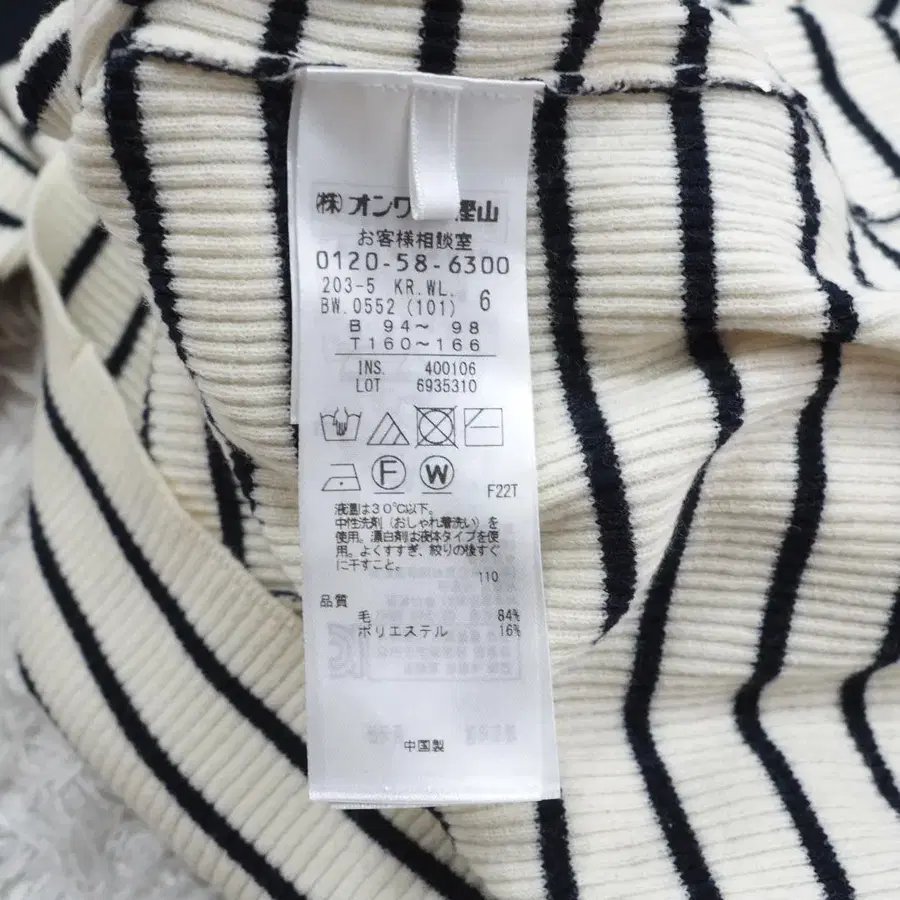 ㈱オンワ 樫山
お客様相談室
0120-58-6300
203-5 KR.WL.
BW.0552 (101) 6
B 94〜 98
T160〜166
INS. 400106
LOT 6935310
F W
F22T
液温は30℃以下。
中性洗剤（おしゃれ着洗い）を
使用。漂白剤は液体タイプを使
用。よくすすぎ、絞りの後すぐ
に干すこと。
110
品質
毛 84%
ポリエステル 16%
中国製